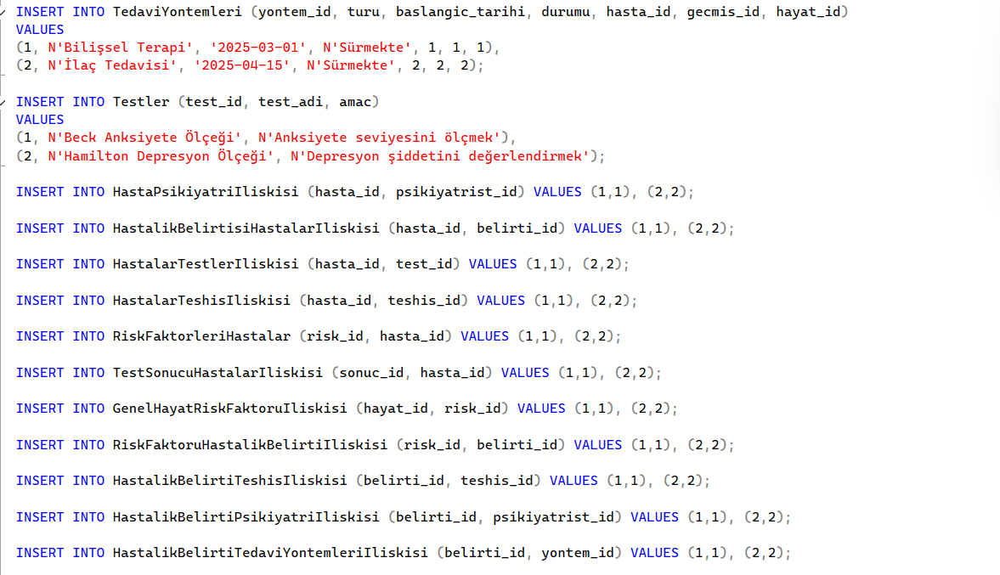 INSERT INTO TedaviYontemleri (yontem_id, turu, baslangic_tarihi, durumu, hasta_id, gecmis_id, hayat_id)
VALUES
(1, N'Bilişsel Terapi', '2025-03-01', N'Sürmekte', 1, 1, 1),
(2, N'İlaç Tedavisi', '2025-04-15', N'Sürmekte', 2, 2, 2);
INSERT INTO Testler (test_id, test_adi, amac)
VALUES
(1, N'Beck Anksiyete Ölçeği', N'Anksiyete seviyesini ölçmek'),
(2, N'Hamilton Depresyon Ölçeği', N'Depresyon şiddetini değerlendirmek');
INSERT INTO HastaPsikiyatriIliskisi (hasta_id, psikiyatrist_id) VALUES (1,1), (2,2);
INSERT INTO HastalikBelirtisiHastalarIliskisi (hasta_id, belirti_id) VALUES (1,1), (2,2);
INSERT INTO HastalarTestlerIliskisi (hasta_id, test_id) VALUES (1,1), (2,2);
INSERT INTO HastalarTeshisIliskisi (hasta_id, teshis_id) VALUES (1,1), (2,2);
INSERT INTO RiskFaktorleriHastalar (risk_id, hasta_id) VALUES (1,1), (2,2);
INSERT INTO TestSonucuHastalarIliskisi (sonuc_id, hasta_id) VALUES (1,1), (2,2);
INSERT INTO GenelHayatRiskFaktoruIliskisi (hayat_id, risk_id) VALUES (1,1), (2,2);
INSERT INTO RiskFaktoruHastalikBelirtiIliskisi (risk_id, belirti_id) VALUES (1,1), (2,2);
INSERT INTO HastalikBelirtiTeshisIliskisi (belirti_id, teshis_id) VALUES (1,1), (2,2);
INSERT INTO HastalikBelirtiPsikiyatriIliskisi (belirti_id, psikiyatrist_id) VALUES (1,1), (2,2);
INSERT INTO HastalikBelirtiTedaviYontemleriIliskisi (belirti_id, yontem_id) VALUES (1,1), (2,2);